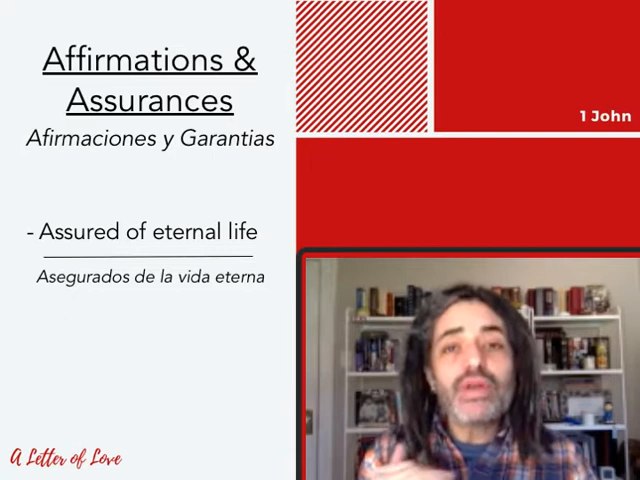 Affirmations &
Assurances
Afirmaciones y Garantias
1 John
- Assured of eternal life
Asegurados de la vida eterna
A Letter of Love